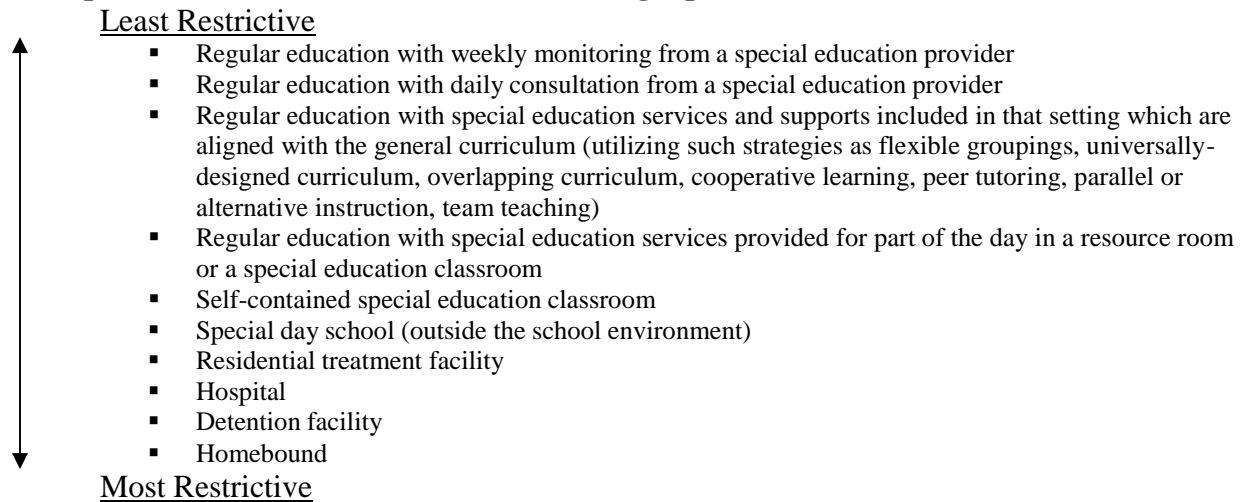 Least Restrictive
▪ Regular education with weekly monitoring from a special education provider
▪ Regular education with daily consultation from a special education provider
▪ Regular education with special education services and supports included in that setting which are
aligned with the general curriculum (utilizing such strategies as flexible groupings, universally-
designed curriculum, overlapping curriculum, cooperative learning, peer tutoring, parallel or
alternative instruction, team teaching)
▪ Regular education with special education services provided for part of the day in a resource room
or a special education classroom
▪ Self-contained special education classroom
▪ Special day school (outside the school environment)
▪ Residential treatment facility
▪ Hospital
▪ Detention facility
▪ Homebound
Most Restrictive